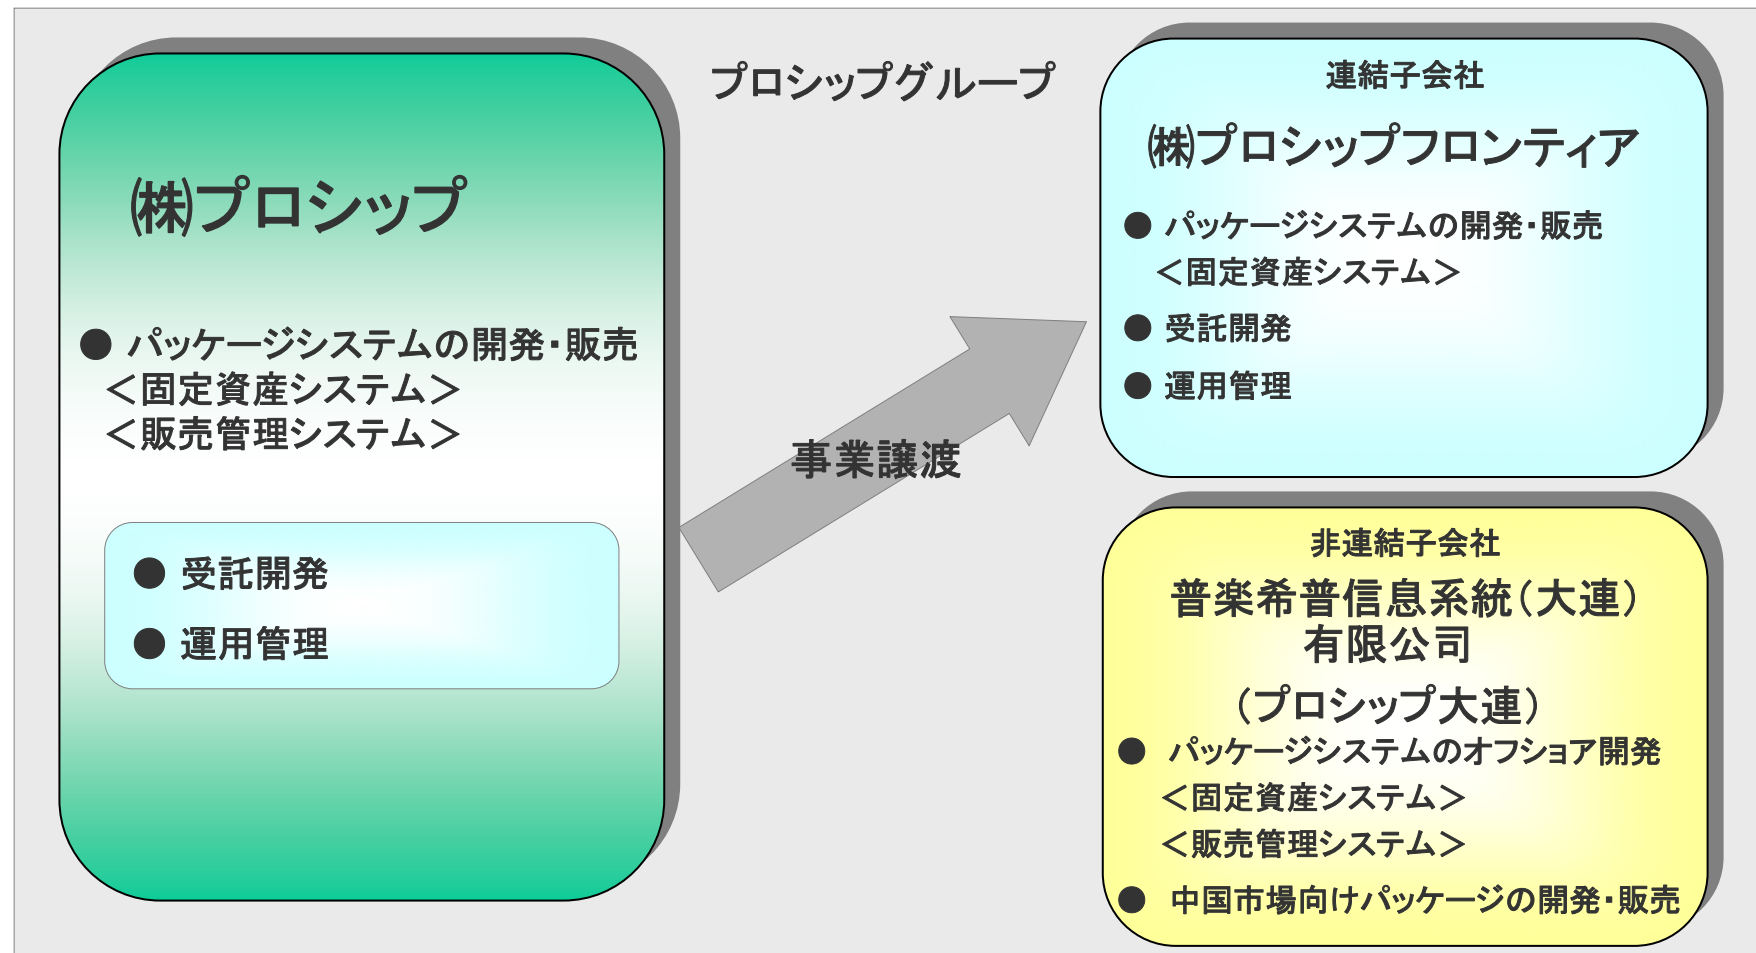 プロシップグループ
㈱プロシップ
● パッケージシステムの開発・販売
＜固定資産システム＞
＜販売管理システム＞
● 受託開発
● 運用管理
事業譲渡
連結子会社
㈱プロシップフロンティア
● パッケージシステムの開発・販売
＜固定資産システム＞
● 受託開発
● 運用管理
非連結子会社
普楽希普信息系統（大連）
有限公司
（プロシップ大連）
● パッケージシステムのオフショア開発
＜固定資産システム＞
＜販売管理システム＞
● 中国市場向けパッケージの開発・販売